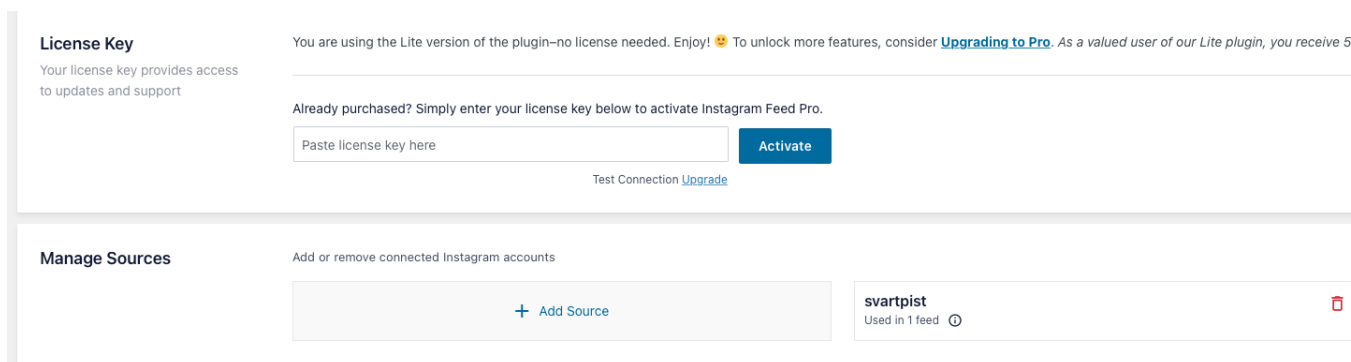 License Key
Your license key provides access
to updates and support
You are using the Lite version of the plugin–no license needed. Enjoy! 🙂 To unlock more features, consider Upgrading to Pro. As a valued user of our Lite plugin, you receive 5
Already purchased? Simply enter your license key below to activate Instagram Feed Pro.
Paste license key here
Activate
Test Connection Upgrade
Manage Sources
Add or remove connected Instagram accounts
+ Add Source
svartpist
Used in 1 feed